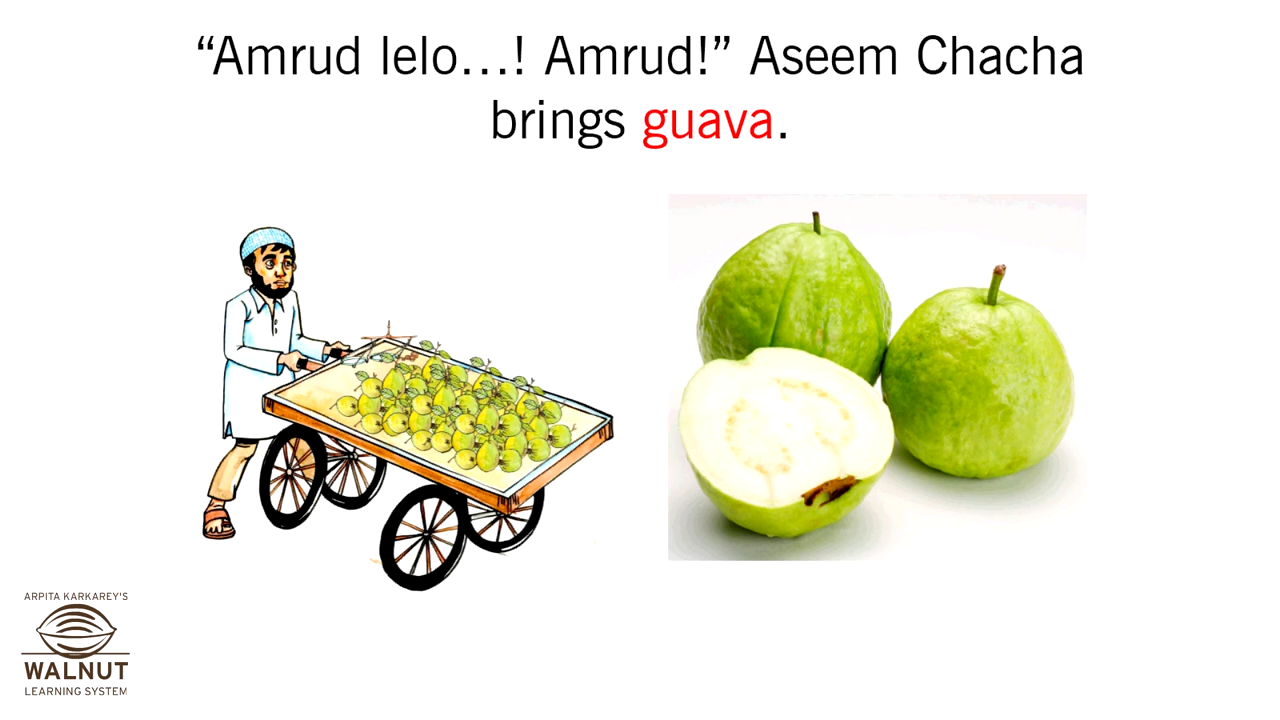 “Amrud lelo...! Amrud!” Aseem Chacha
brings guava.
ARPITA KARKAREY'S
WALNUT
LEARNING SYSTEM